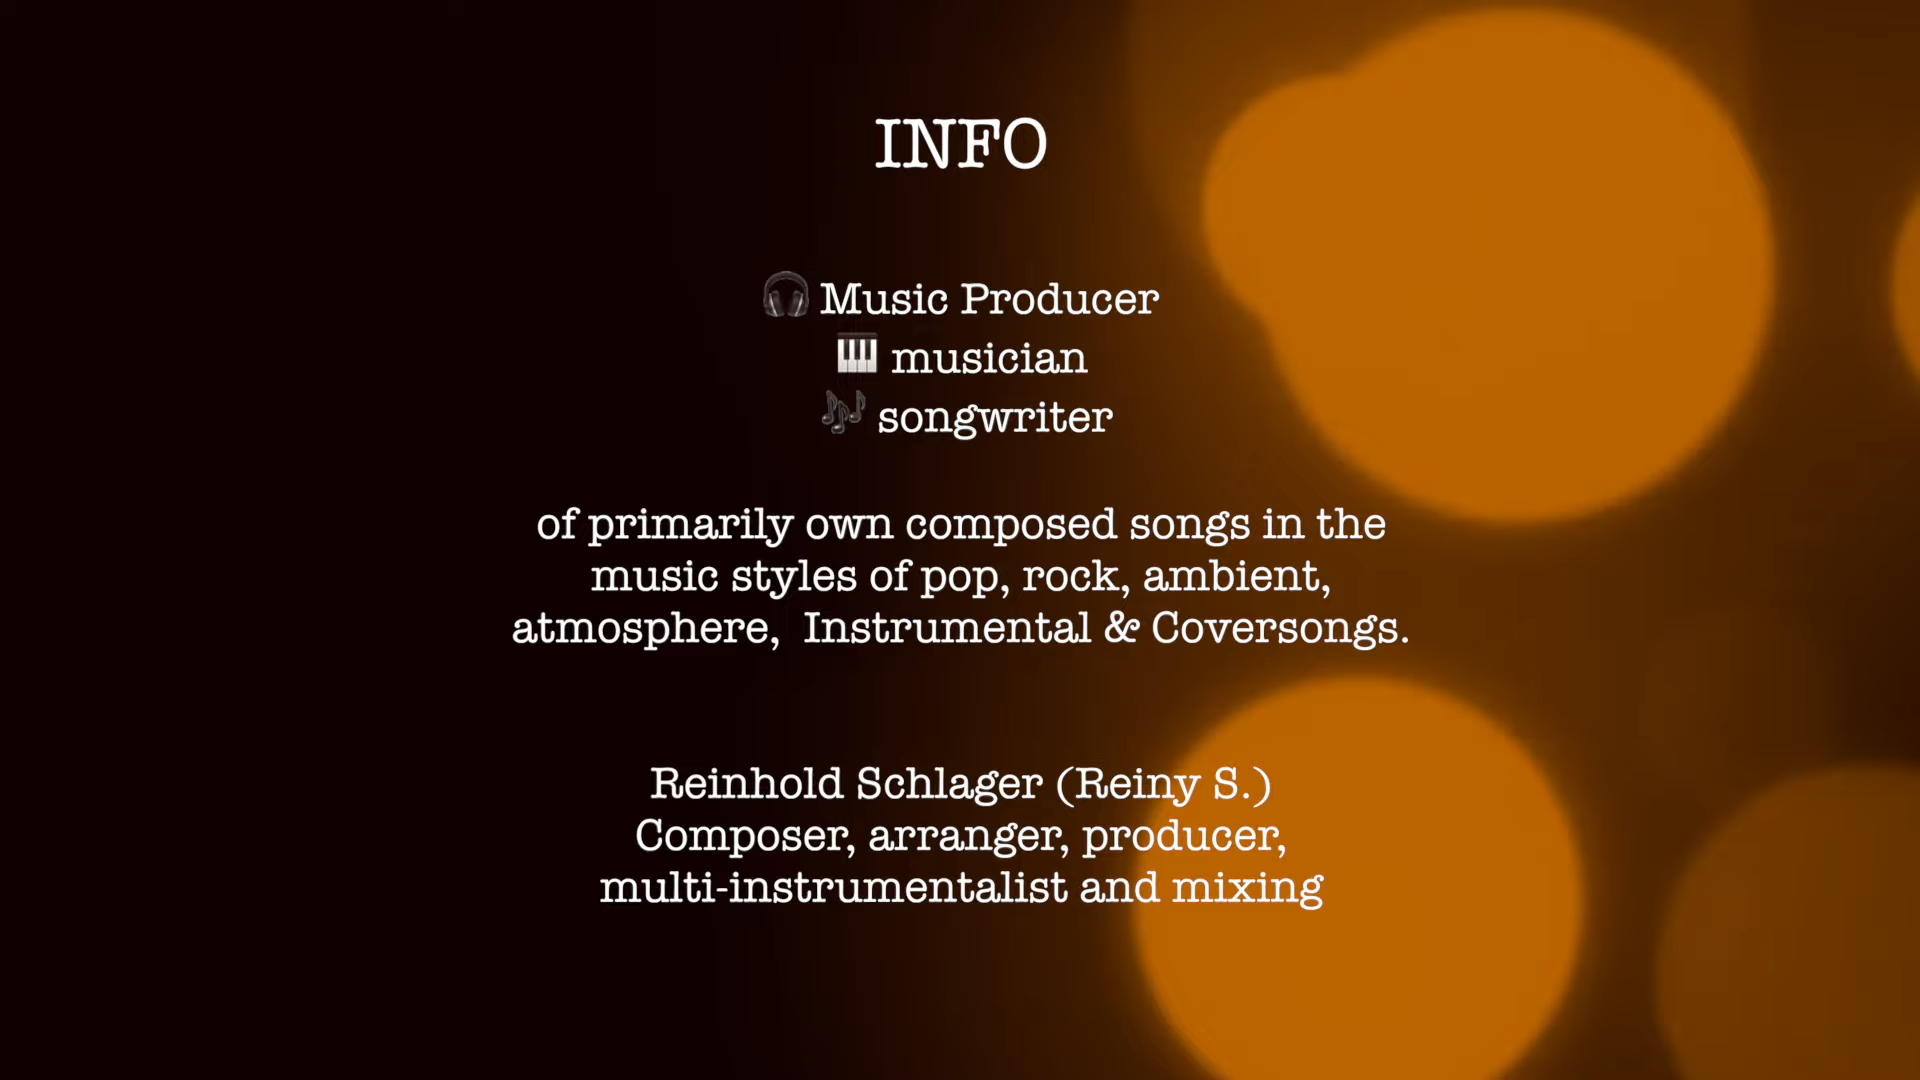 INFO
🎧 Music Producer
🎹 musician
🎶 songwriter
of primarily own composed songs in the
music styles of pop, rock, ambient,
atmosphere,  Instrumental & Coversongs.
Reinhold Schlager (Reiny S.)
Composer, arranger, producer,
multi-instrumentalist and mixing